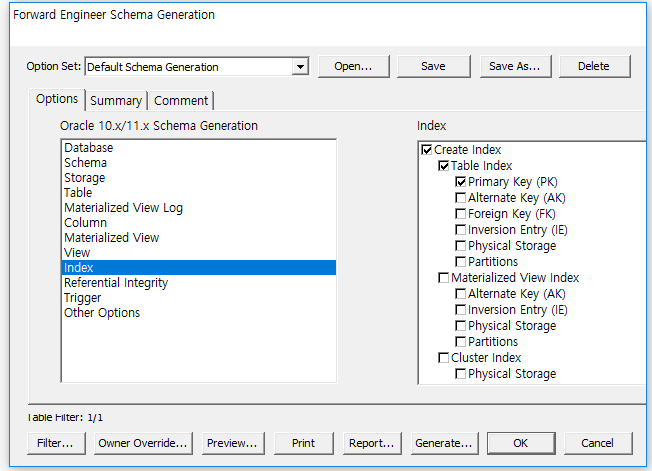 Forward Engineer Schema Generation
Option Set: Default Schema Generation Open... Save Save As... Delete
Options Summary Comment
Oracle 10.x/11.x Schema Generation
Database
Schema
Storage
Table
Materialized View Log
Column
Materialized View
View
Index
Referential Integrity
Trigger
Other Options
Index
Create Index
Table Index
Primary Key (PK)
Alternate Key (AK)
Foreign Key (FK)
Inversion Entry (IE)
Physical Storage
Partitions
Materialized View Index
Alternate Key (AK)
Inversion Entry (IE)
Physical Storage
Partitions
Cluster Index
Physical Storage
Table Filter: 1/1
Filter... Owner Override... Preview... Print Report... Generate... OK Cancel